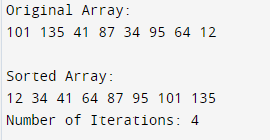 Original Array:
101 135 41 87 34 95 64 12
Sorted Array:
12 34 41 64 87 95 101 135
Number of Iterations: 4